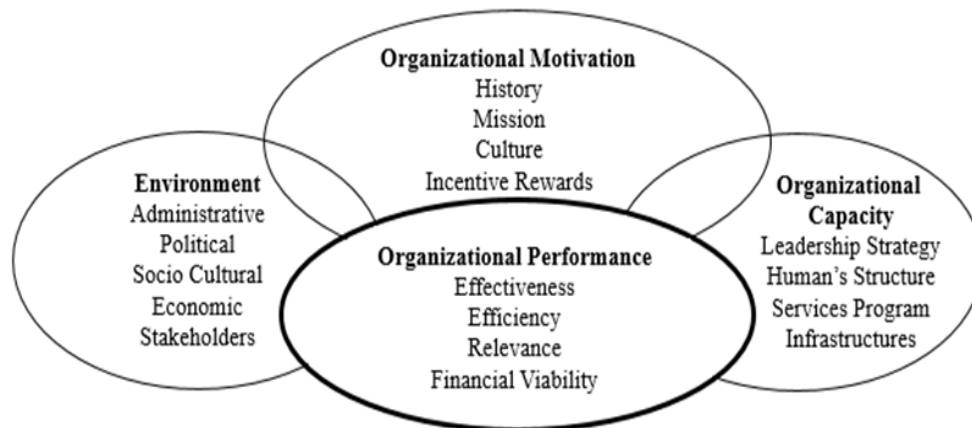 Organizational Motivation
History
Mission
Culture
Incentive Rewards
Environment
Administrative
Political
Socio Cultural
Economic
Stakeholders
Organizational Performance
Effectiveness
Efficiency
Relevance
Financial Viability
Organizational
Capacity
Leadership Strategy
Human's Structure
Services Program
Infrastructures